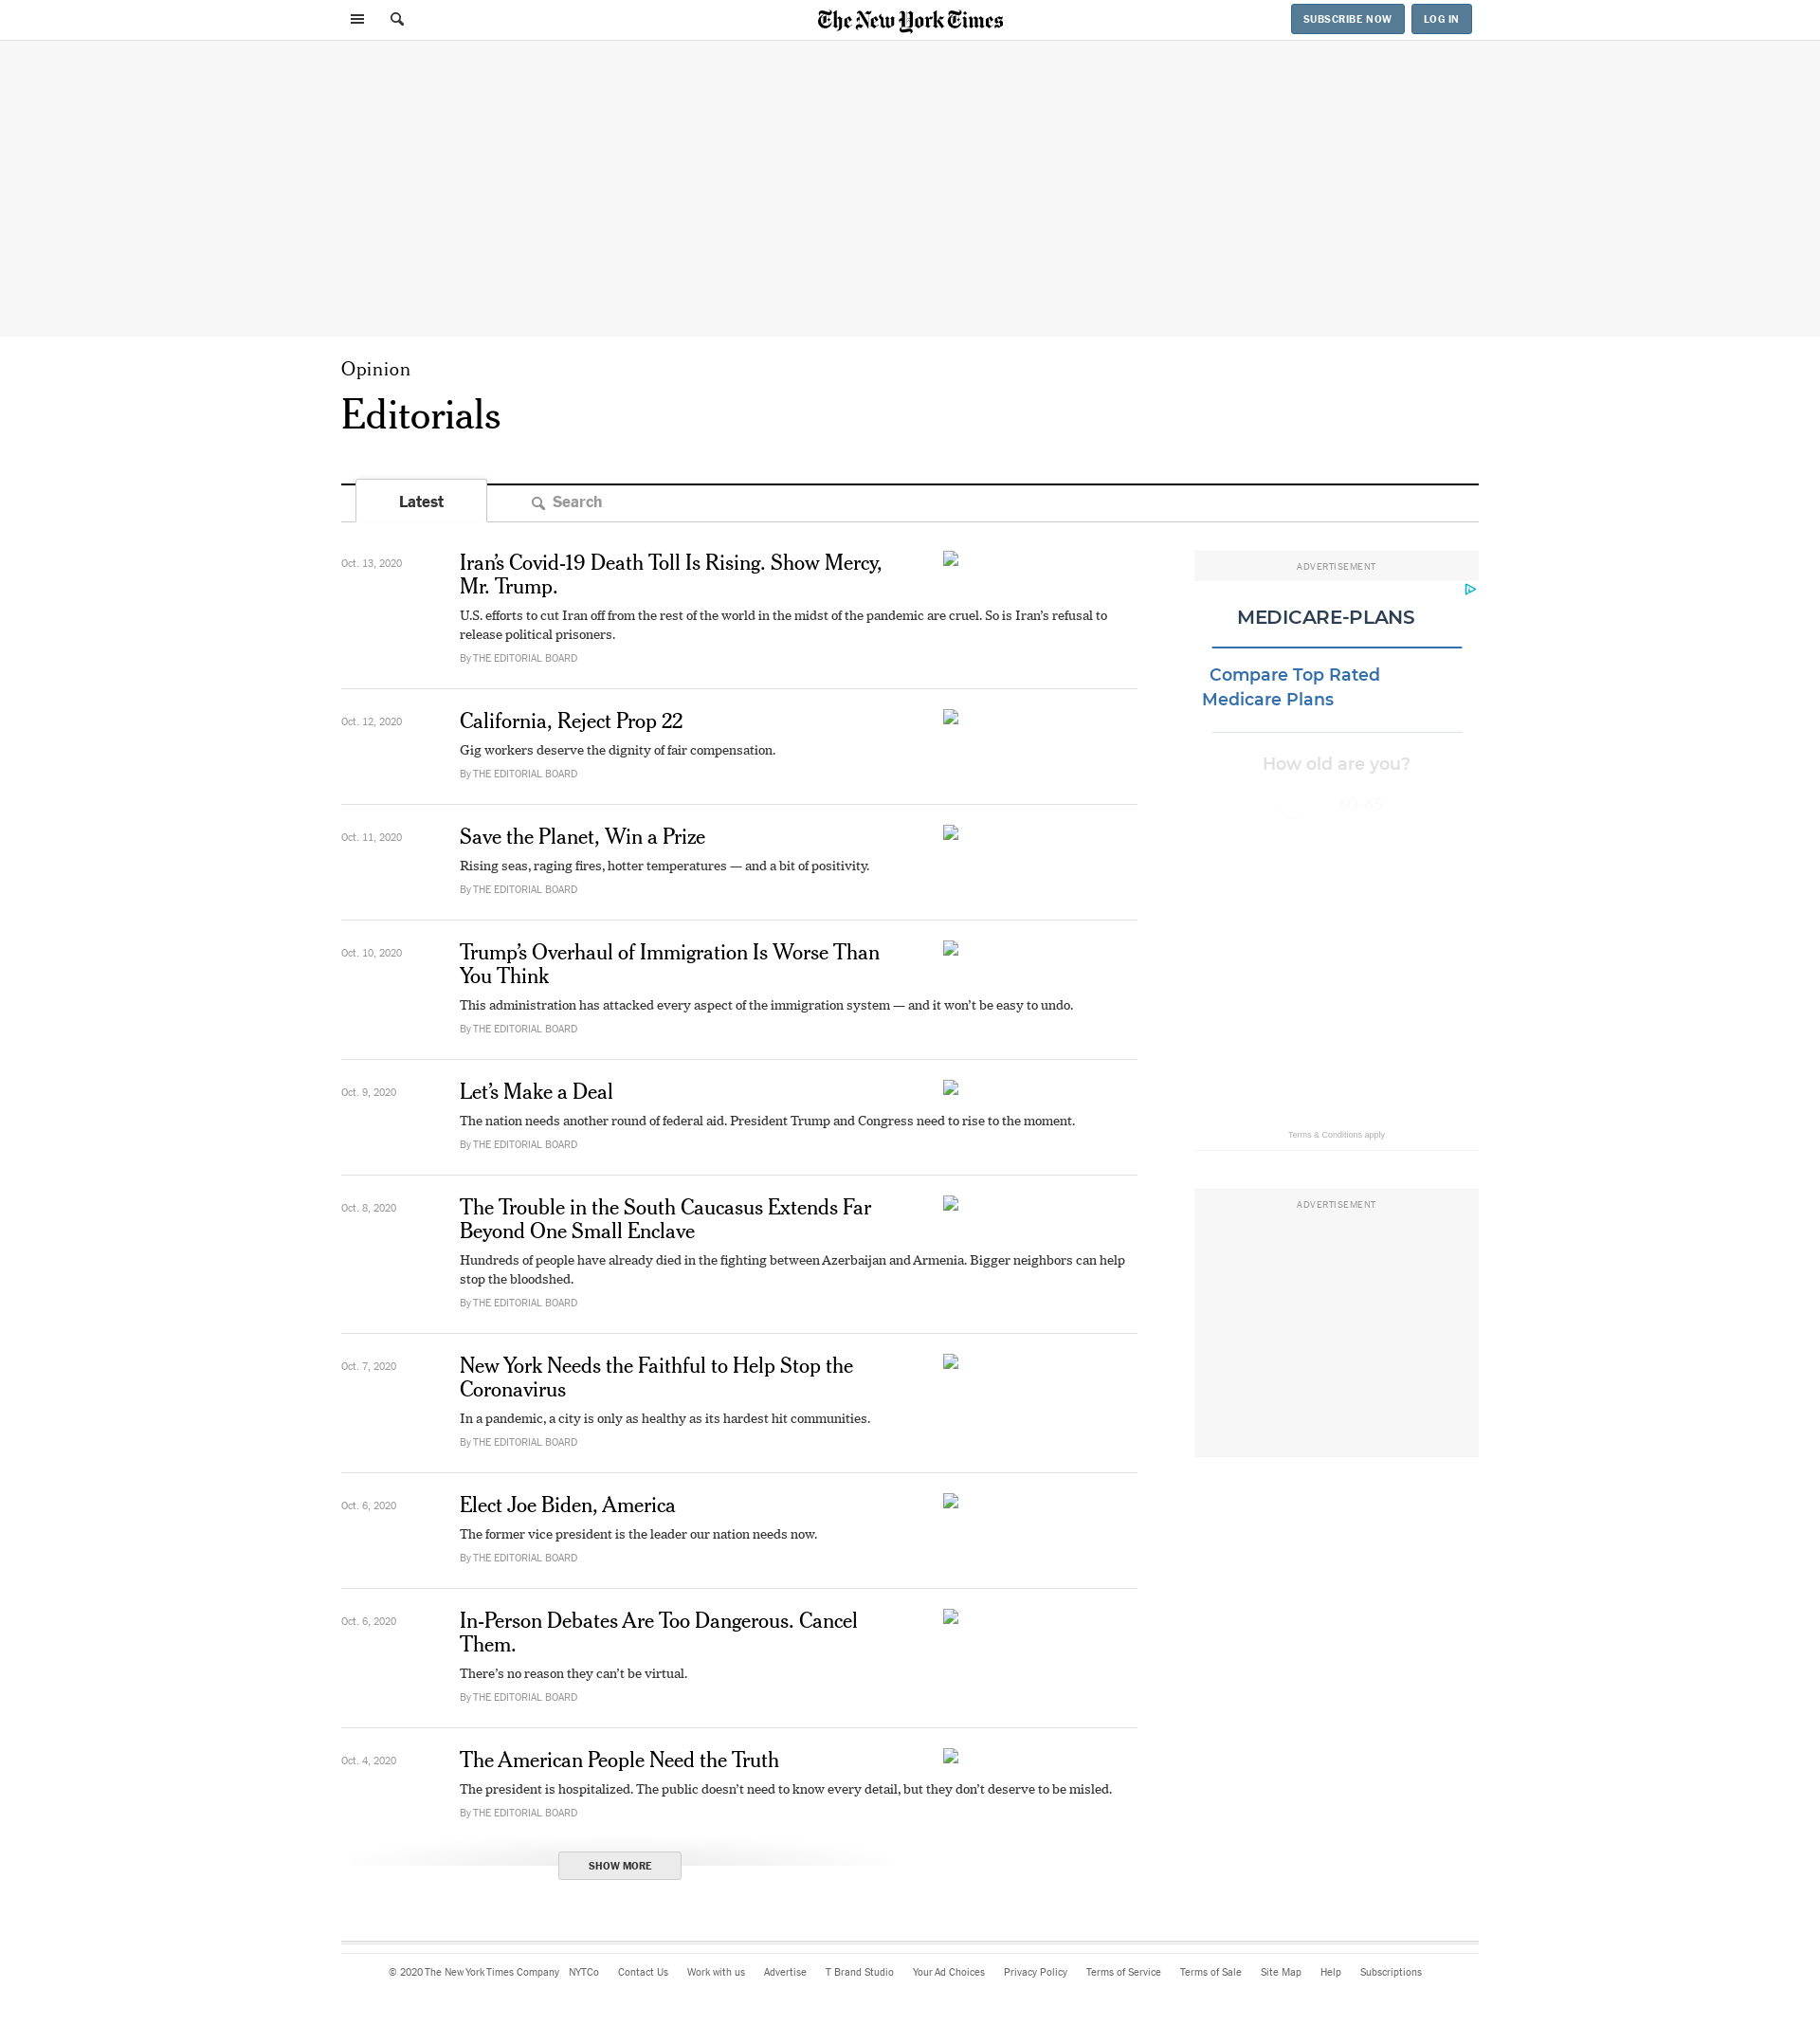 The New York Times
SUBSCRIBE NOW
LOG IN
Opinion
Editorials
Latest
Search
Oct. 13, 2020
Iran’s Covid-19 Death Toll Is Rising. Show Mercy,
Mr. Trump.
U.S. efforts to cut Iran off from the rest of the world in the midst of the pandemic are cruel. So is Iran’s refusal to
release political prisoners.
By THE EDITORIAL BOARD
Oct. 12, 2020
California, Reject Prop 22
Gig workers deserve the dignity of fair compensation.
By THE EDITORIAL BOARD
Oct. 11, 2020
Save the Planet, Win a Prize
Rising seas, raging fires, hotter temperatures — and a bit of positivity.
By THE EDITORIAL BOARD
Oct. 10, 2020
Trump’s Overhaul of Immigration Is Worse Than
You Think
This administration has attacked every aspect of the immigration system — and it won’t be easy to undo.
By THE EDITORIAL BOARD
Oct. 9, 2020
Let’s Make a Deal
The nation needs another round of federal aid. President Trump and Congress need to rise to the moment.
By THE EDITORIAL BOARD
Oct. 8, 2020
The Trouble in the South Caucasus Extends Far
Beyond One Small Enclave
Hundreds of people have already died in the fighting between Azerbaijan and Armenia. Bigger neighbors can help
stop the bloodshed.
By THE EDITORIAL BOARD
Oct. 7, 2020
New York Needs the Faithful to Help Stop the
Coronavirus
In a pandemic, a city is only as healthy as its hardest hit communities.
By THE EDITORIAL BOARD
Oct. 6, 2020
Elect Joe Biden, America
The former vice president is the leader our nation needs now.
By THE EDITORIAL BOARD
Oct. 6, 2020
In-Person Debates Are Too Dangerous. Cancel
Them.
There’s no reason they can’t be virtual.
By THE EDITORIAL BOARD
Oct. 4, 2020
The American People Need the Truth
The president is hospitalized. The public doesn’t need to know every detail, but they don’t deserve to be misled.
By THE EDITORIAL BOARD
SHOW MORE
ADVERTISEMENT
MEDICARE-PLANS
Compare Top Rated
Medicare Plans
How old are you?
60-65
Terms & Conditions apply
ADVERTISEMENT
© 2020 The New York Times Company NYTCo Contact Us Work with us Advertise T Brand Studio Your Ad Choices Privacy Policy Terms of Service Terms of Sale Site Map Help Subscriptions